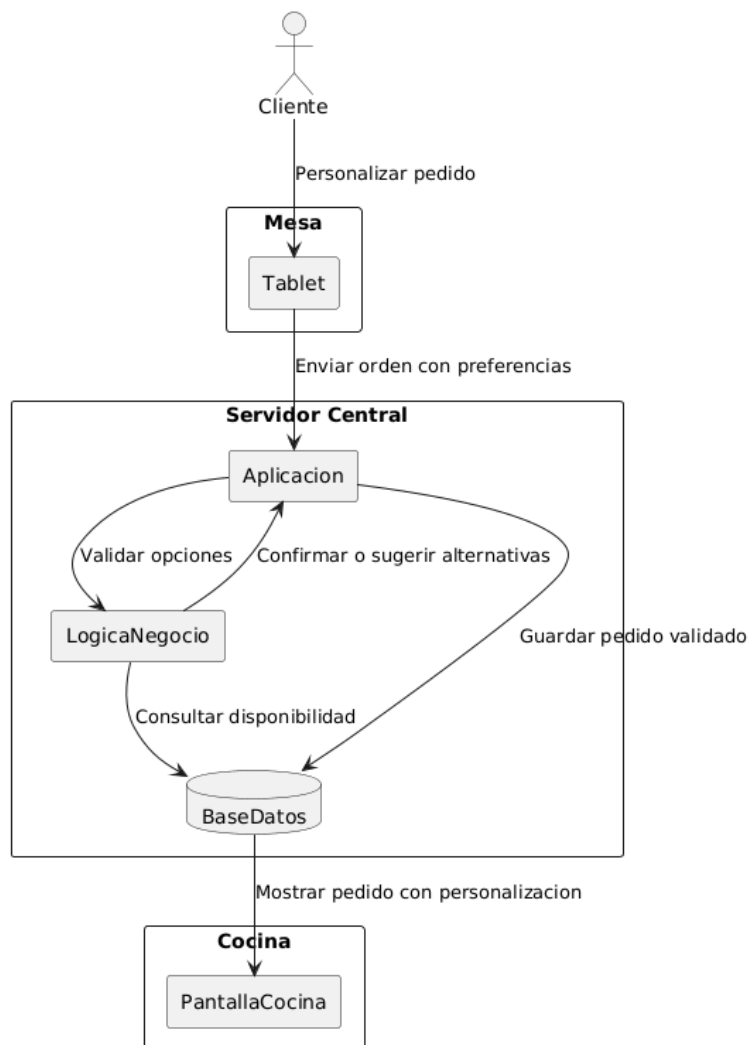 Cliente
Personalizar pedido
Mesa
Tablet
Enviar orden con preferencias
Servidor Central
Aplicacion
Validar opciones
Confirmar o sugerir alternativas
LogicaNegocio
Guardar pedido validado
Consultar disponibilidad
BaseDatos
Mostrar pedido con personalizacion
Cocina
PantallaCocina